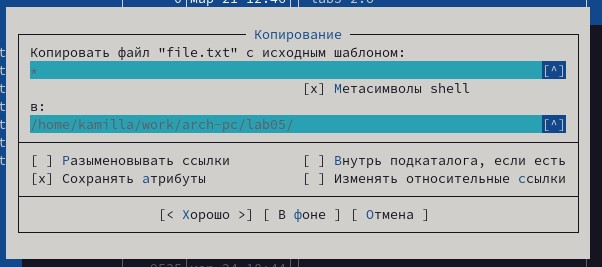 Копирование
Копировать файл "file.txt" с исходным шаблоном:
* [^]
[x] Метасимволы shell
в:
/home/kamilla/work/arch-pc/lab05/ [^]
[ ] Разыменовывать ссылки [ ] Внутрь подкаталога, если есть
[x] Сохранять атрибуты [ ] Изменять относительные ссылки
[< Хорошо >] [ В фоне ] [ Отмена ]